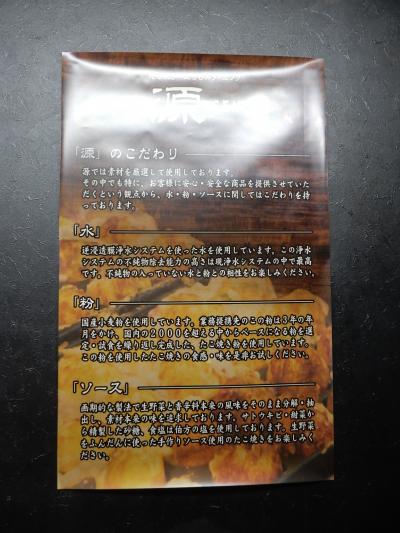 源
「源」のこだわり
源では素材を厳選して使用しております。
その中でも特に、お客様に安心・安全な商品を提供させていた
だくという観点から、水・粉・ソースに関してはこだわりを持
っております。
「水」
逆浸透膜浄水システムを使った水を使用しています。この浄水
システムの不純物除去能力の高さは現浄水システムの中で最高
です。不純物の入っていない水と粉との相性をお楽しみください。
「粉」
国産小麦粉を使用しています。業務提携先のこの粉は3年の年
月をかけ、国内の2000を超える中からベースになる粉を選
定・試食を繰り返し完成した、たこ焼き粉を使用しています。
この粉を使用したたこ焼きの食感・味を是非お試しください。
「ソース」
画期的な製法で生野菜と香辛料本来の風味をそのまま分解・抽
出し、素材本来の味を追求しております。サトウキビ・甜菜か
ら精製した砂糖、食塩は伯方の塩を使用しております。生野菜
をふんだんに使った手作りソース使用のたこ焼きをお楽しみく
ださい。